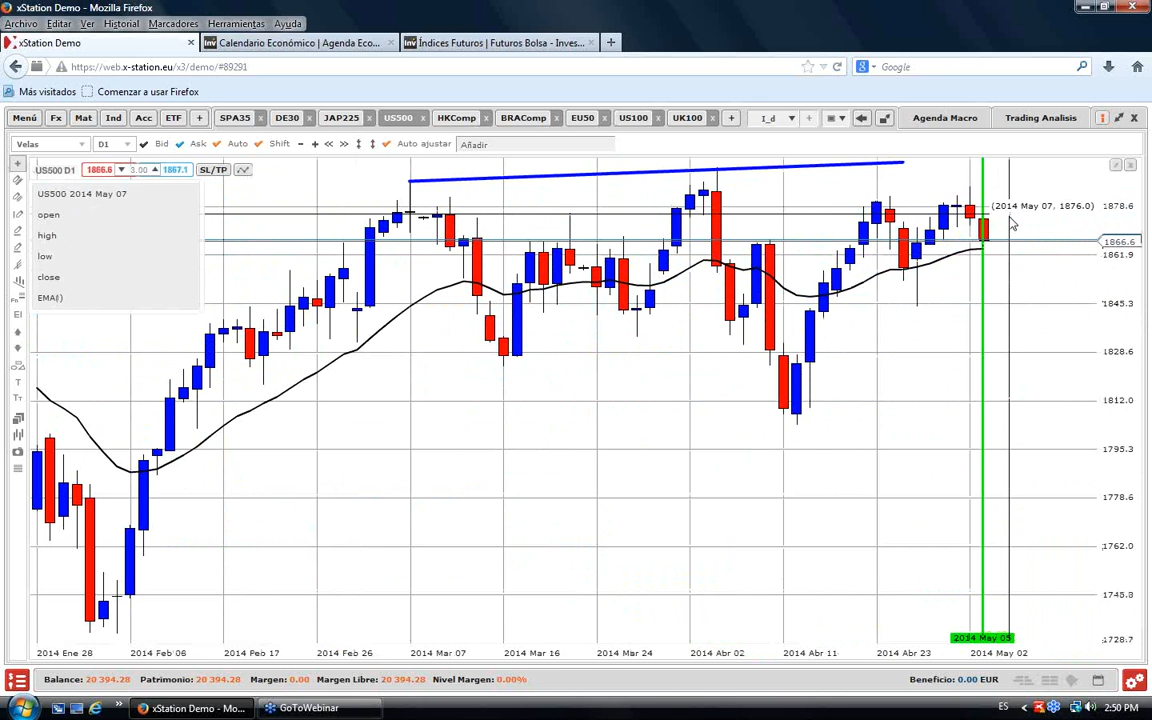 xStation Demo - Mozilla Firefox
Archivo Editar Ver Historial Marcadores Herramientas Ayuda
xStation Demo × Calendario Económico | Agenda Eco... × Índices Futuros | Futuros Bolsa - Inves... × +
https://web.x-station.eu/x3/demo/#89291 Google
Más visitados Comenzar a usar Firefox
Menú Fx Mat Ind Acc ETF + SPA35 x DE30 x JAP225 x US500 x HKComp x BRAComp x EU50 x US100 x UK100 x + I_d Agenda Macro Trading Analisis
Velas D1 Bid Ask Auto Shift - + << >> Auto ajustar Añadir
US500 D1 1866.6 3.00 1867.1 SL/TP
US500 2014 May 07
open
high
low
close
EMA()
(2014 May 07, 1876.0)
1878.6
1866.6
1861.9
1845.3
1828.6
1812.0
1795.3
1778.6
1762.0
1745.3
1728.7
2014 May 05
2014 Ene 28 2014 Feb 06 2014 Feb 17 2014 Feb 26 2014 Mar 07 2014 Mar 16 2014 Mar 24 2014 Abr 02 2014 Abr 11 2014 Abr 23 2014 May 02
Balance: 20 394.28 Patrimonio: 20 394.28 Margen: 0.00 Margen Libre: 20 394.28 Nivel Margen: 0.00% Beneficio: 0.00 EUR
xStation Demo - Mo... GoToWebinar ES 2:50 PM